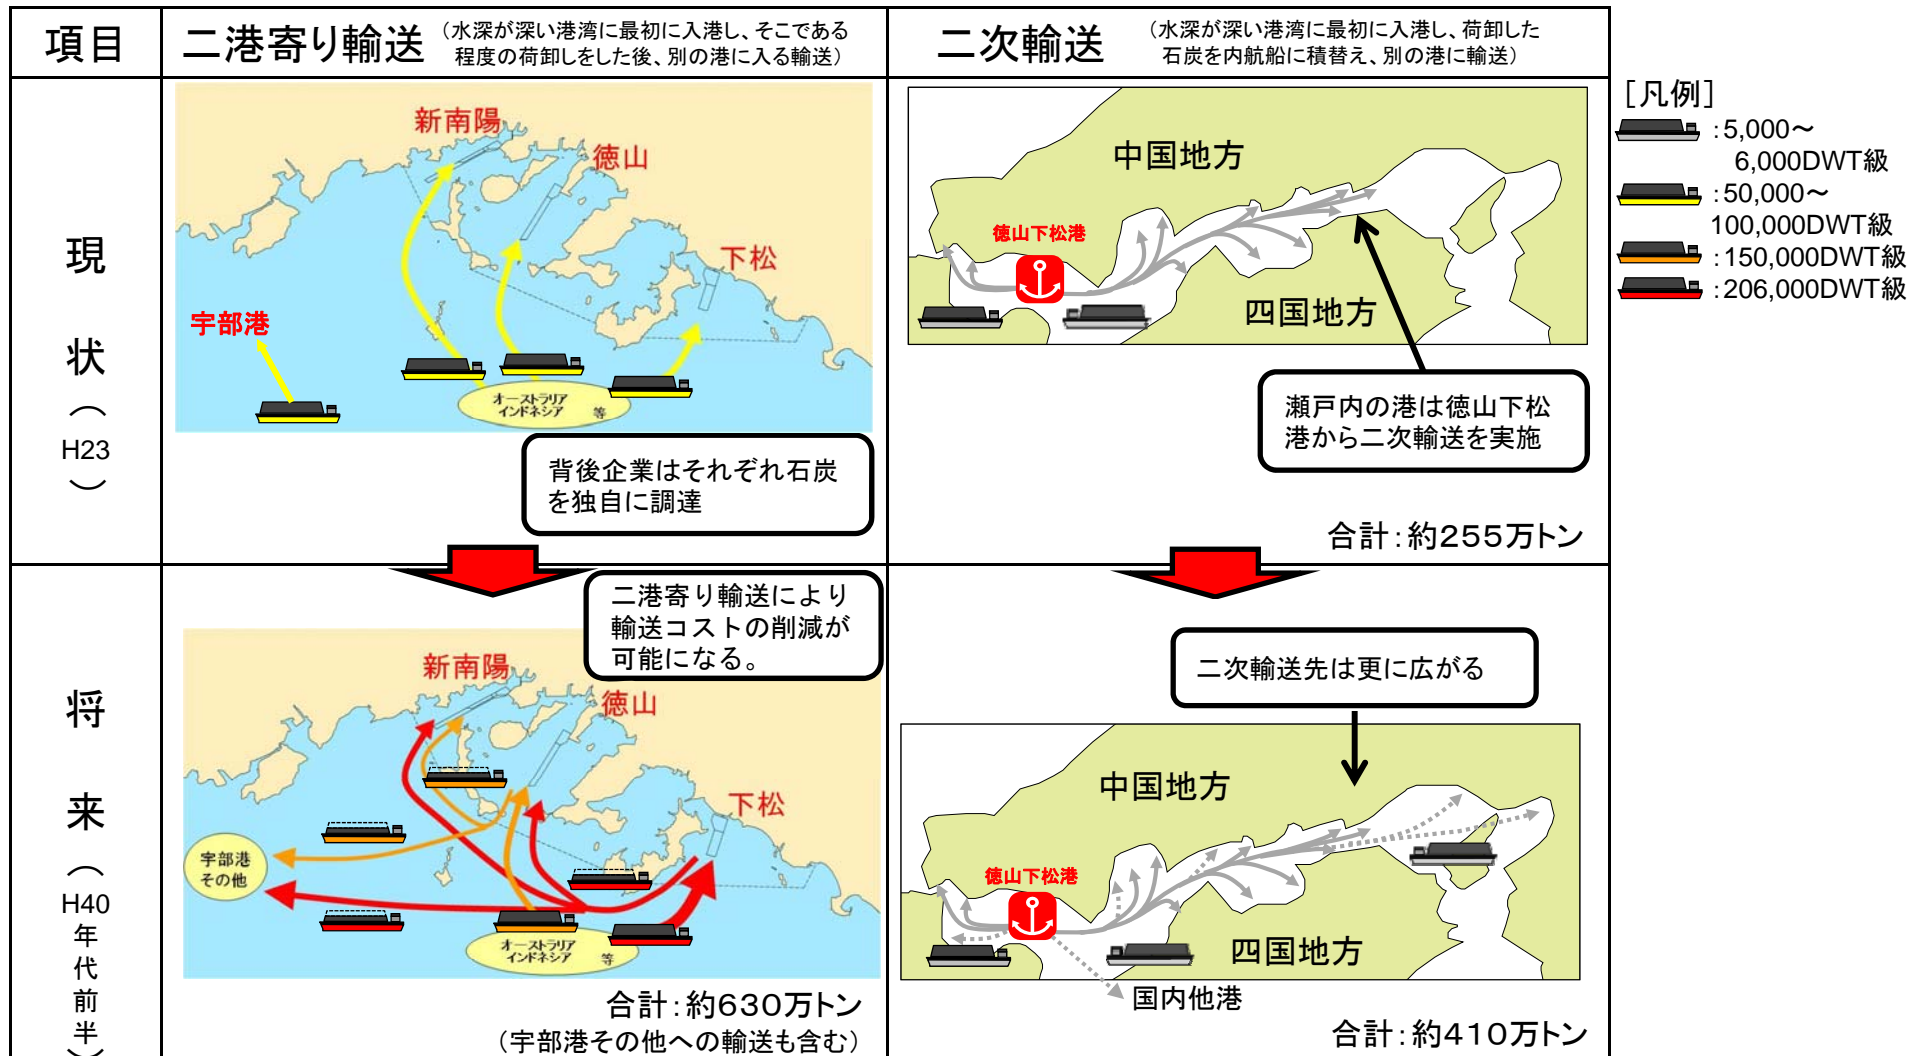 項目
二港寄り輸送
(水深が深い港湾に最初に入港し、そこである
程度の荷卸しをした後、別の港に入る輸送)
二次輸送
(水深が深い港湾に最初に入港し、荷卸した
石炭を内航船に積替え、別の港に輸送)
[凡例]
:5,000～
6,000DWT級
:50,000～
100,000DWT級
:150,000DWT級
:206,000DWT級
現状(H23)
新南陽
徳山
下松
宇部港
オーストラリア
インドネシア 等
背後企業はそれぞれ石炭
を独自に調達
中国地方
徳山下松港
四国地方
瀬戸内の港は徳山下松
港から二次輸送を実施
合計:約255万トン
将来(H40年代前半)
二港寄り輸送により
輸送コストの削減が
可能になる。
新南陽
徳山
下松
宇部港
その他
オーストラリア
インドネシア 等
合計:約630万トン
(宇部港その他への輸送も含む)
二次輸送先は更に広がる
中国地方
徳山下松港
四国地方
国内他港
合計:約410万トン